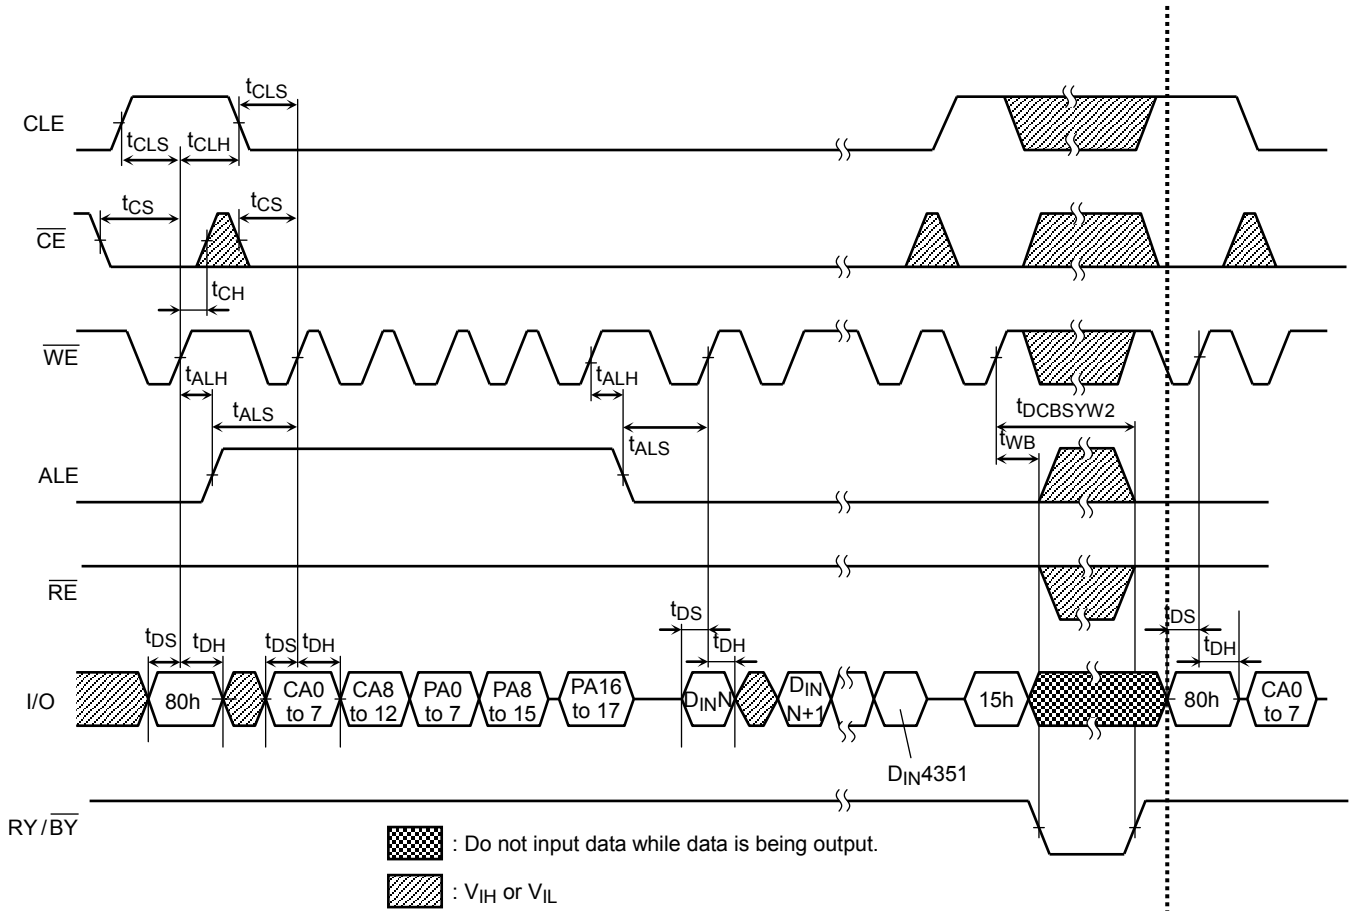 tCLS
CLE
tCLS tCLH
tCS tCS
CE
tCH
WE
tALH tALH
tALS tDCBSYW2
tALS tWB
ALE
RE
tDS DS
tDS tDH tDS tDH tDH tDH
I/O 80h CA0 to 7 CA8 to 12 PA0 to 7 PA8 to 15 PA16 to 17 DINN DIN N+1 15h 80h CA0 to 7
DIN4351
RY/BY
: Do not input data while data is being output.
: VIH or VIL